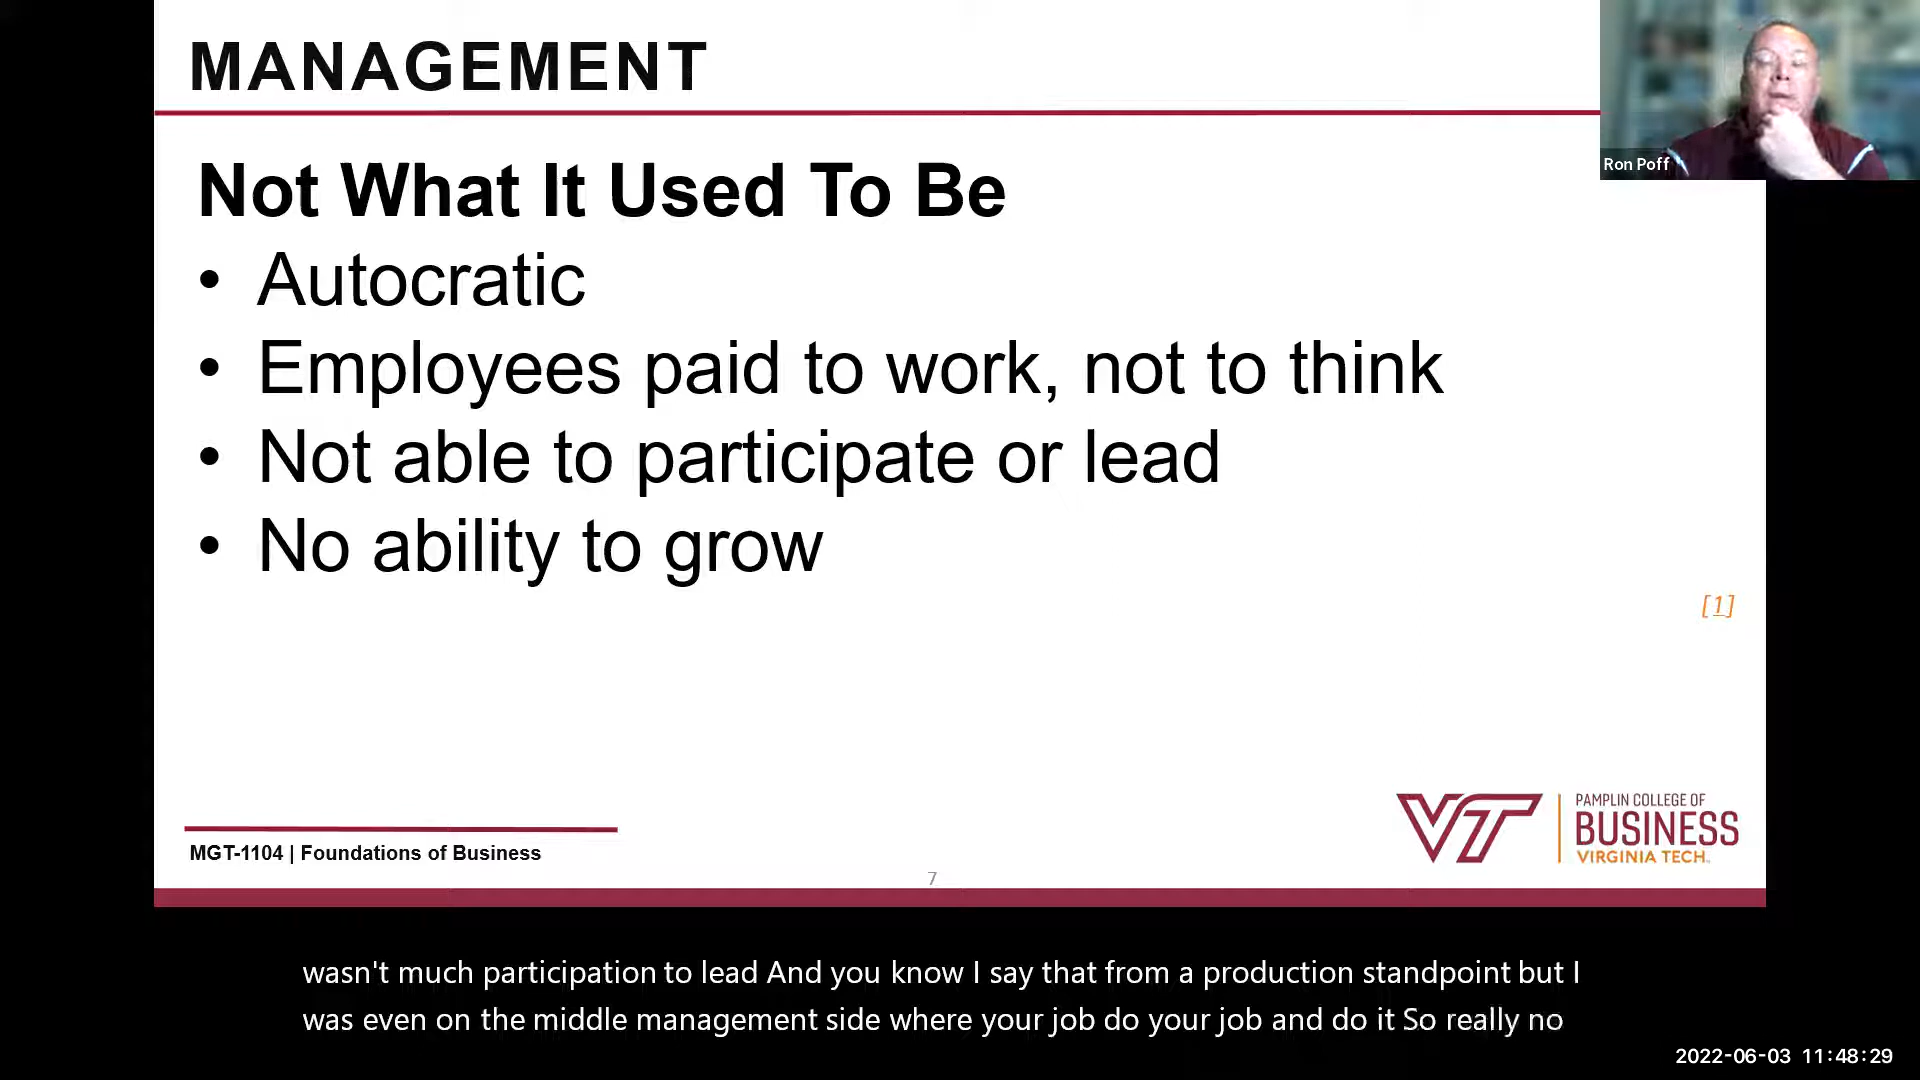 MANAGEMENT
Ron Poff
Not What It Used To Be
• Autocratic
• Employees paid to work, not to think
• Not able to participate or lead
• No ability to grow
[1]
VT
PAMPLIN COLLEGE OF
BUSINESS
VIRGINIA TECH.
MGT-1104 | Foundations of Business
7
wasn't much participation to lead And you know I say that from a production standpoint but I
was even on the middle management side where your job do your job and do it So really no
2022-06-03 11:48:29